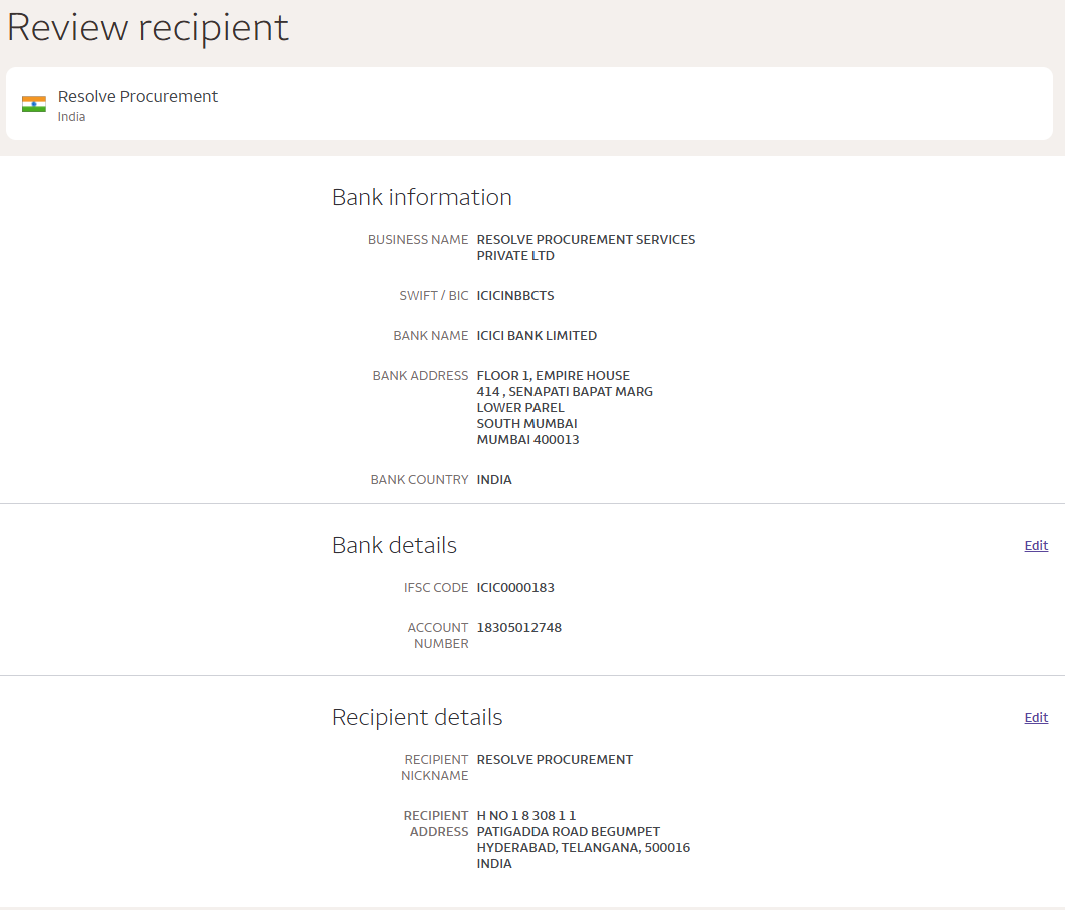 Review recipient
Resolve Procurement
India
Bank information
BUSINESS NAME RESOLVE PROCUREMENT SERVICES
PRIVATE LTD
SWIFT / BIC ICICINBBCTS
BANK NAME ICICI BANK LIMITED
BANK ADDRESS FLOOR 1, EMPIRE HOUSE
414 , SENAPATI BAPAT MARG
LOWER PAREL
SOUTH MUMBAI
MUMBAI 400013
BANK COUNTRY INDIA
Bank details Edit
IFSC CODE ICIC0000183
ACCOUNT 18305012748
NUMBER
Recipient details Edit
RECIPIENT RESOLVE PROCUREMENT
NICKNAME
RECIPIENT H NO 1 8 308 1 1
ADDRESS PATIGADDA ROAD BEGUMPET
HYDERABAD, TELANGANA, 500016
INDIA